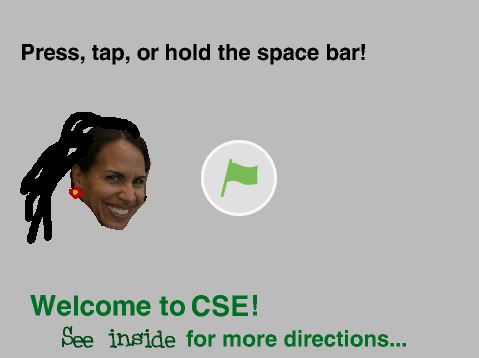 Press, tap, or hold the space bar!
Welcome to CSE!
See inside for more directions...